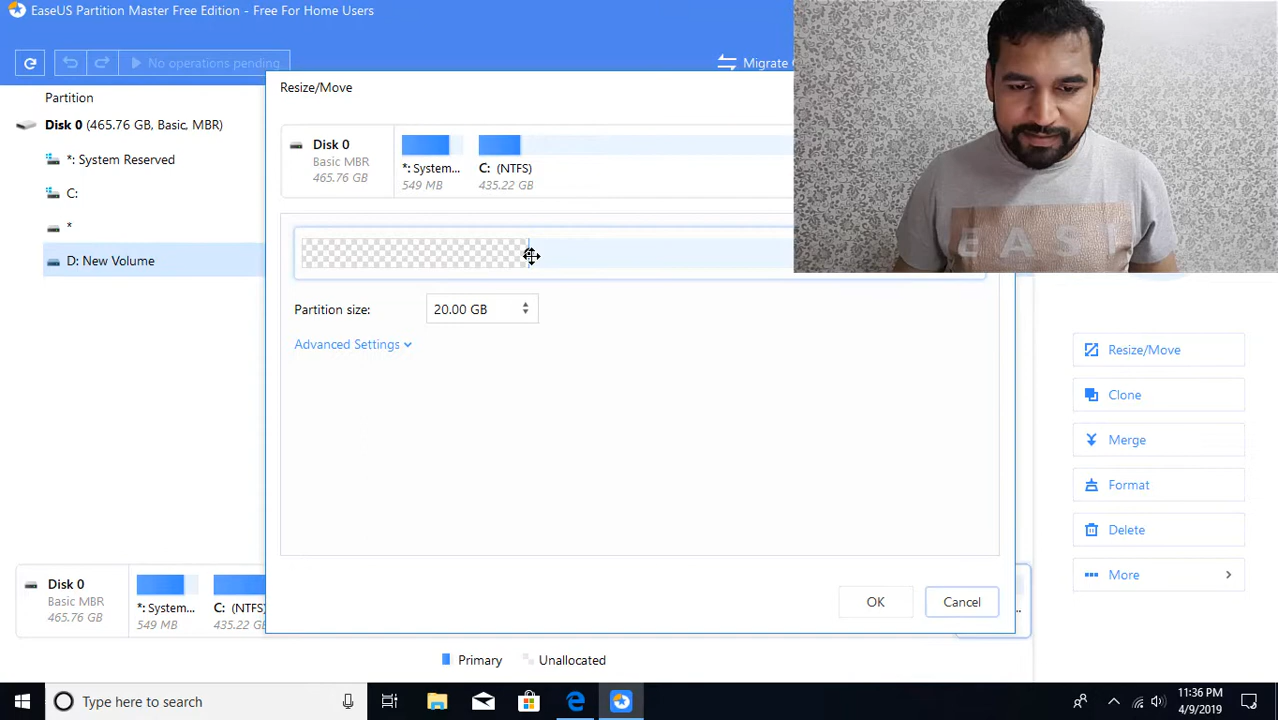 EaseUS Partition Master Free Edition - Free For Home Users
No operations pending
Migrate
Partition
Disk 0 (465.76 GB, Basic, MBR)
*: System Reserved
C:
*
D: New Volume
Resize/Move
Disk 0
Basic MBR
465.76 GB
*: System...
549 MB
C: (NTFS)
435.22 GB
EAS
Partition size:
20.00 GB
Advanced Settings
Resize/Move
Clone
Merge
Format
Delete
More
OK
Cancel
Disk 0
Basic MBR
465.76 GB
*: System...
549 MB
C: (NTFS)
435.22 GB
Primary
Unallocated
Type here to search
11:36 PM
4/9/2019